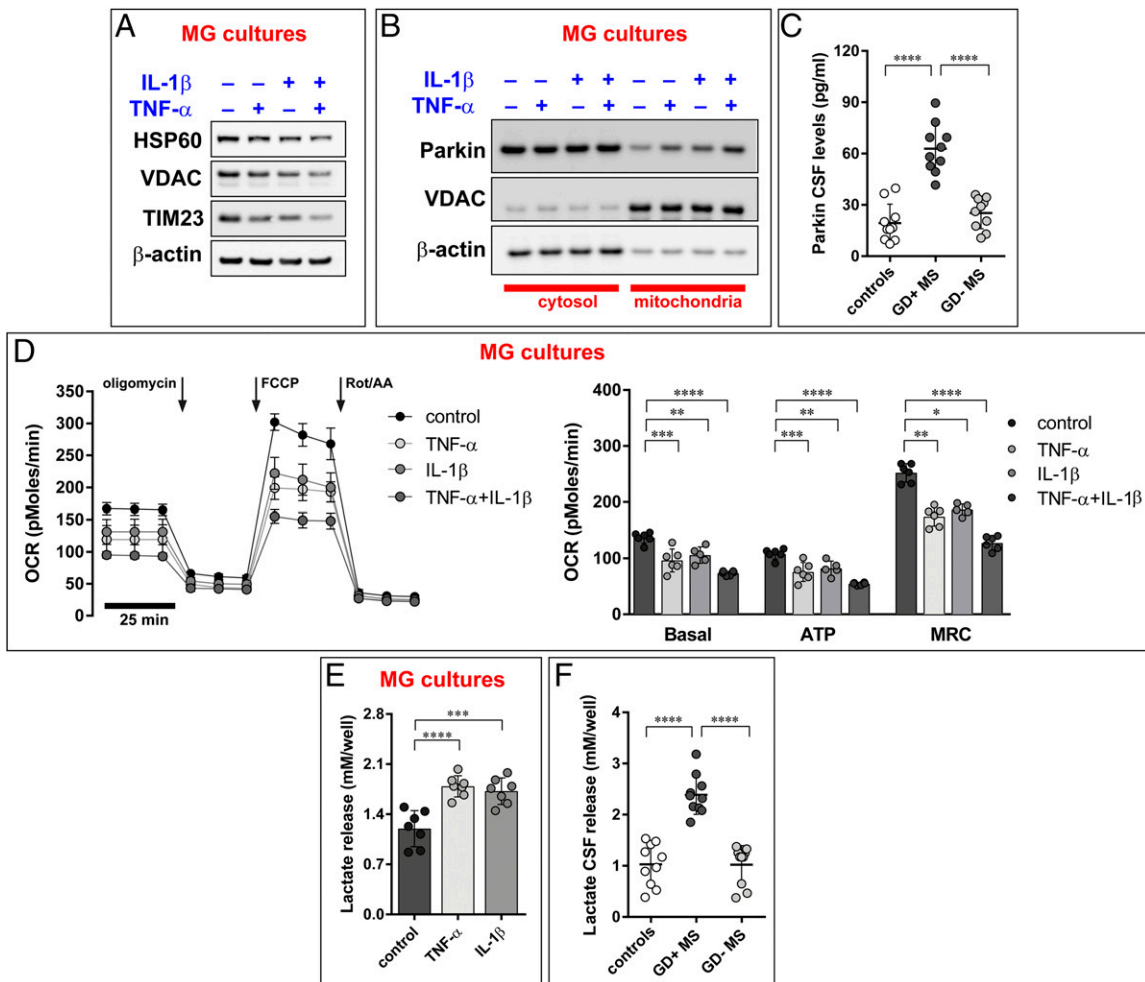 A
MG cultures
IL-1β – – + +
TNF-α – + – +
HSP60
VDAC
TIM23
β-actin
B
MG cultures
IL-1β – – + + – – + +
TNF-α – + – + – + – +
Parkin
VDAC
β-actin
cytosol mitochondria
C
**** ****
Parkin CSF levels (pg/ml)
120
90
60
30
0
controls GD+ MS GD- MS
D
MG cultures
oligomycin FCCP Rot/AA
OCR (pMoles/min)
350
300
250
200
150
100
50
0
25 min
control
TNF-α
IL-1β
TNF-α+IL-1β
OCR (pMoles/min)
400
300
200
100
0
**** **** ****
** ** *
*** *** **
Basal ATP MRC
control
TNF-α
IL-1β
TNF-α+IL-1β
E
MG cultures
Lactate release (mM/well)
2.8
2.1
1.4
0.7
0.0
***
****
control TNF-α IL-1β
F
Lactate CSF release (mM/well)
4
3
2
1
0
**** ****
controls GD+ MS GD- MS